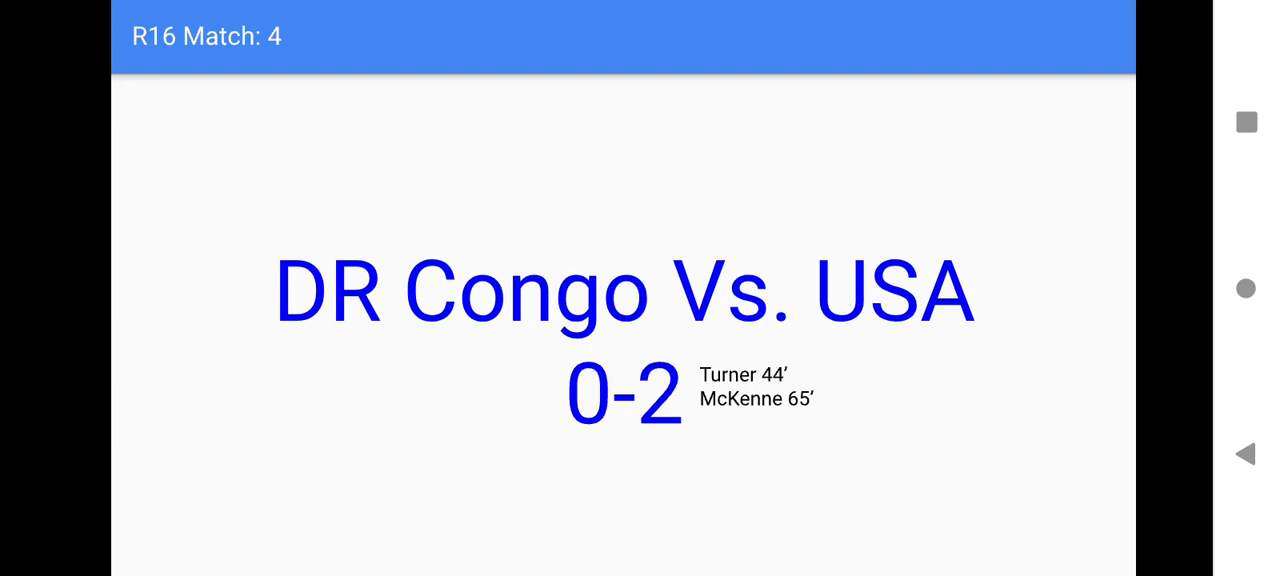 R16 Match: 4
DR Congo Vs. USA
0-2
Turner 44’
McKenne 65’